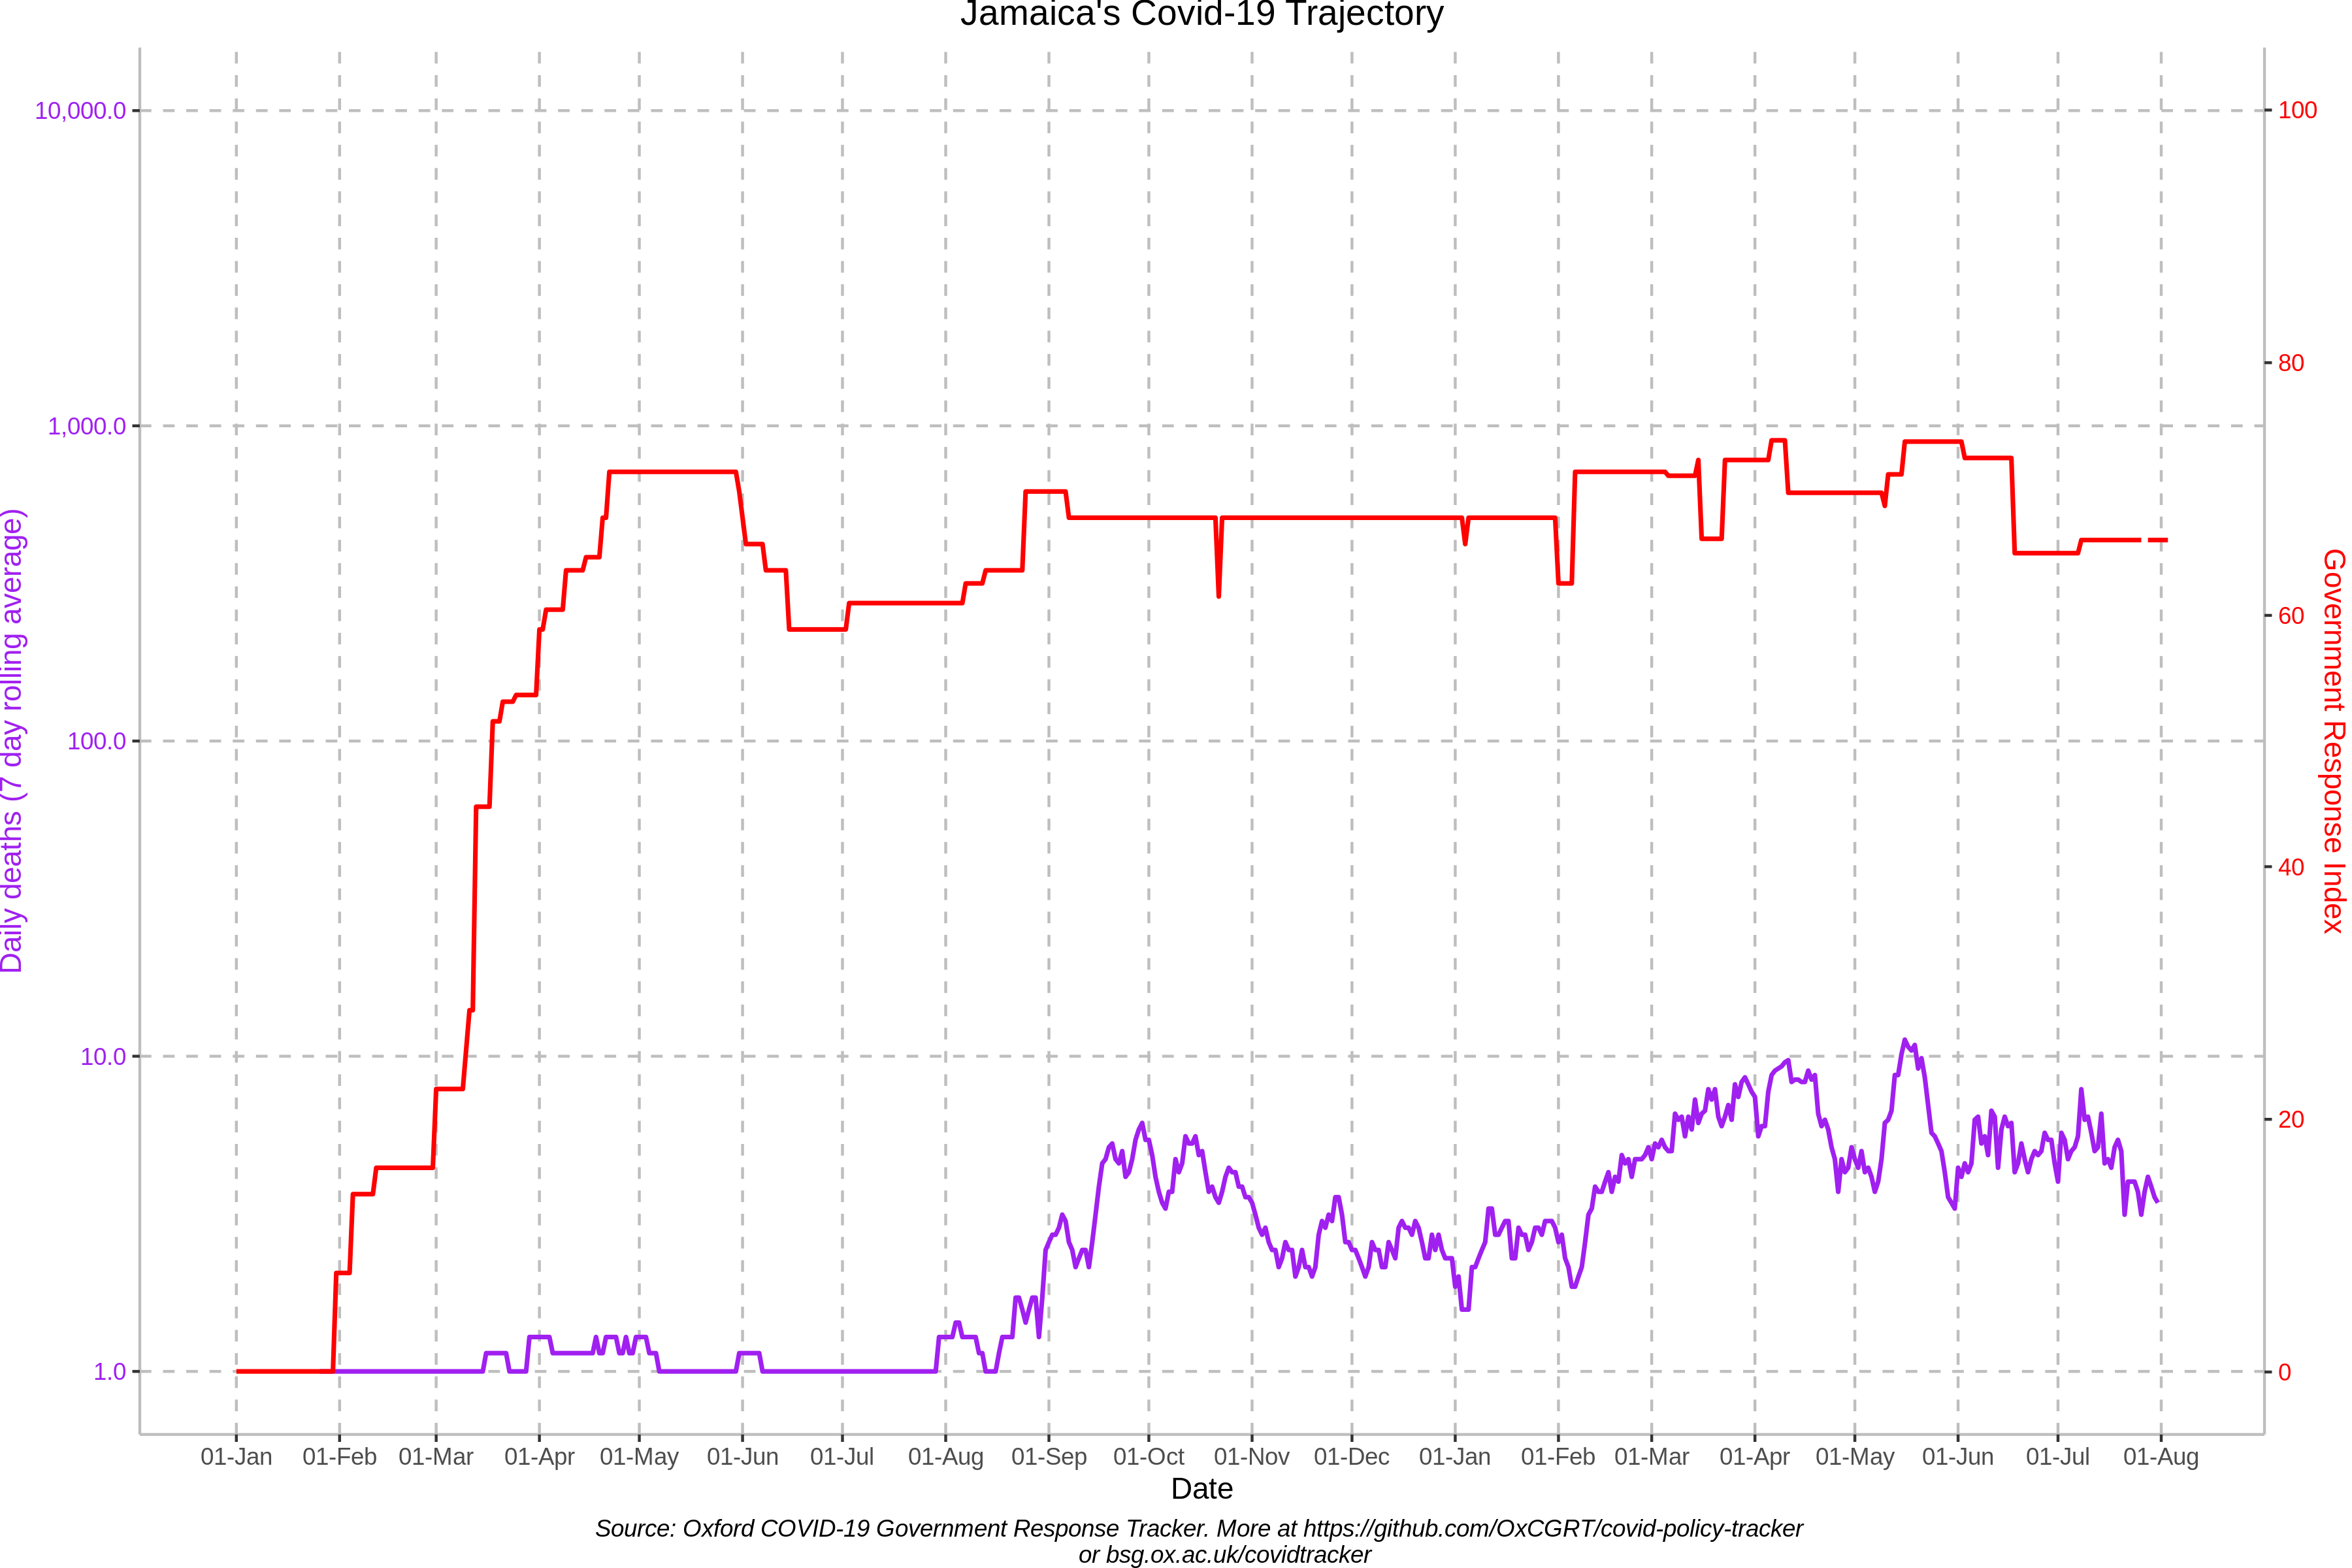 Jamaica's Covid-19 Trajectory
10,000.0
1,000.0
100.0
10.0
1.0
Daily deaths (7 day rolling average)
100
80
60
40
20
0
Government Response Index
01-Jan 01-Feb 01-Mar 01-Apr 01-May 01-Jun 01-Jul 01-Aug 01-Sep 01-Oct 01-Nov 01-Dec 01-Jan 01-Feb 01-Mar 01-Apr 01-May 01-Jun 01-Jul 01-Aug
Date
Source: Oxford COVID-19 Government Response Tracker. More at https://github.com/OxCGRT/covid-policy-tracker
or bsg.ox.ac.uk/covidtracker